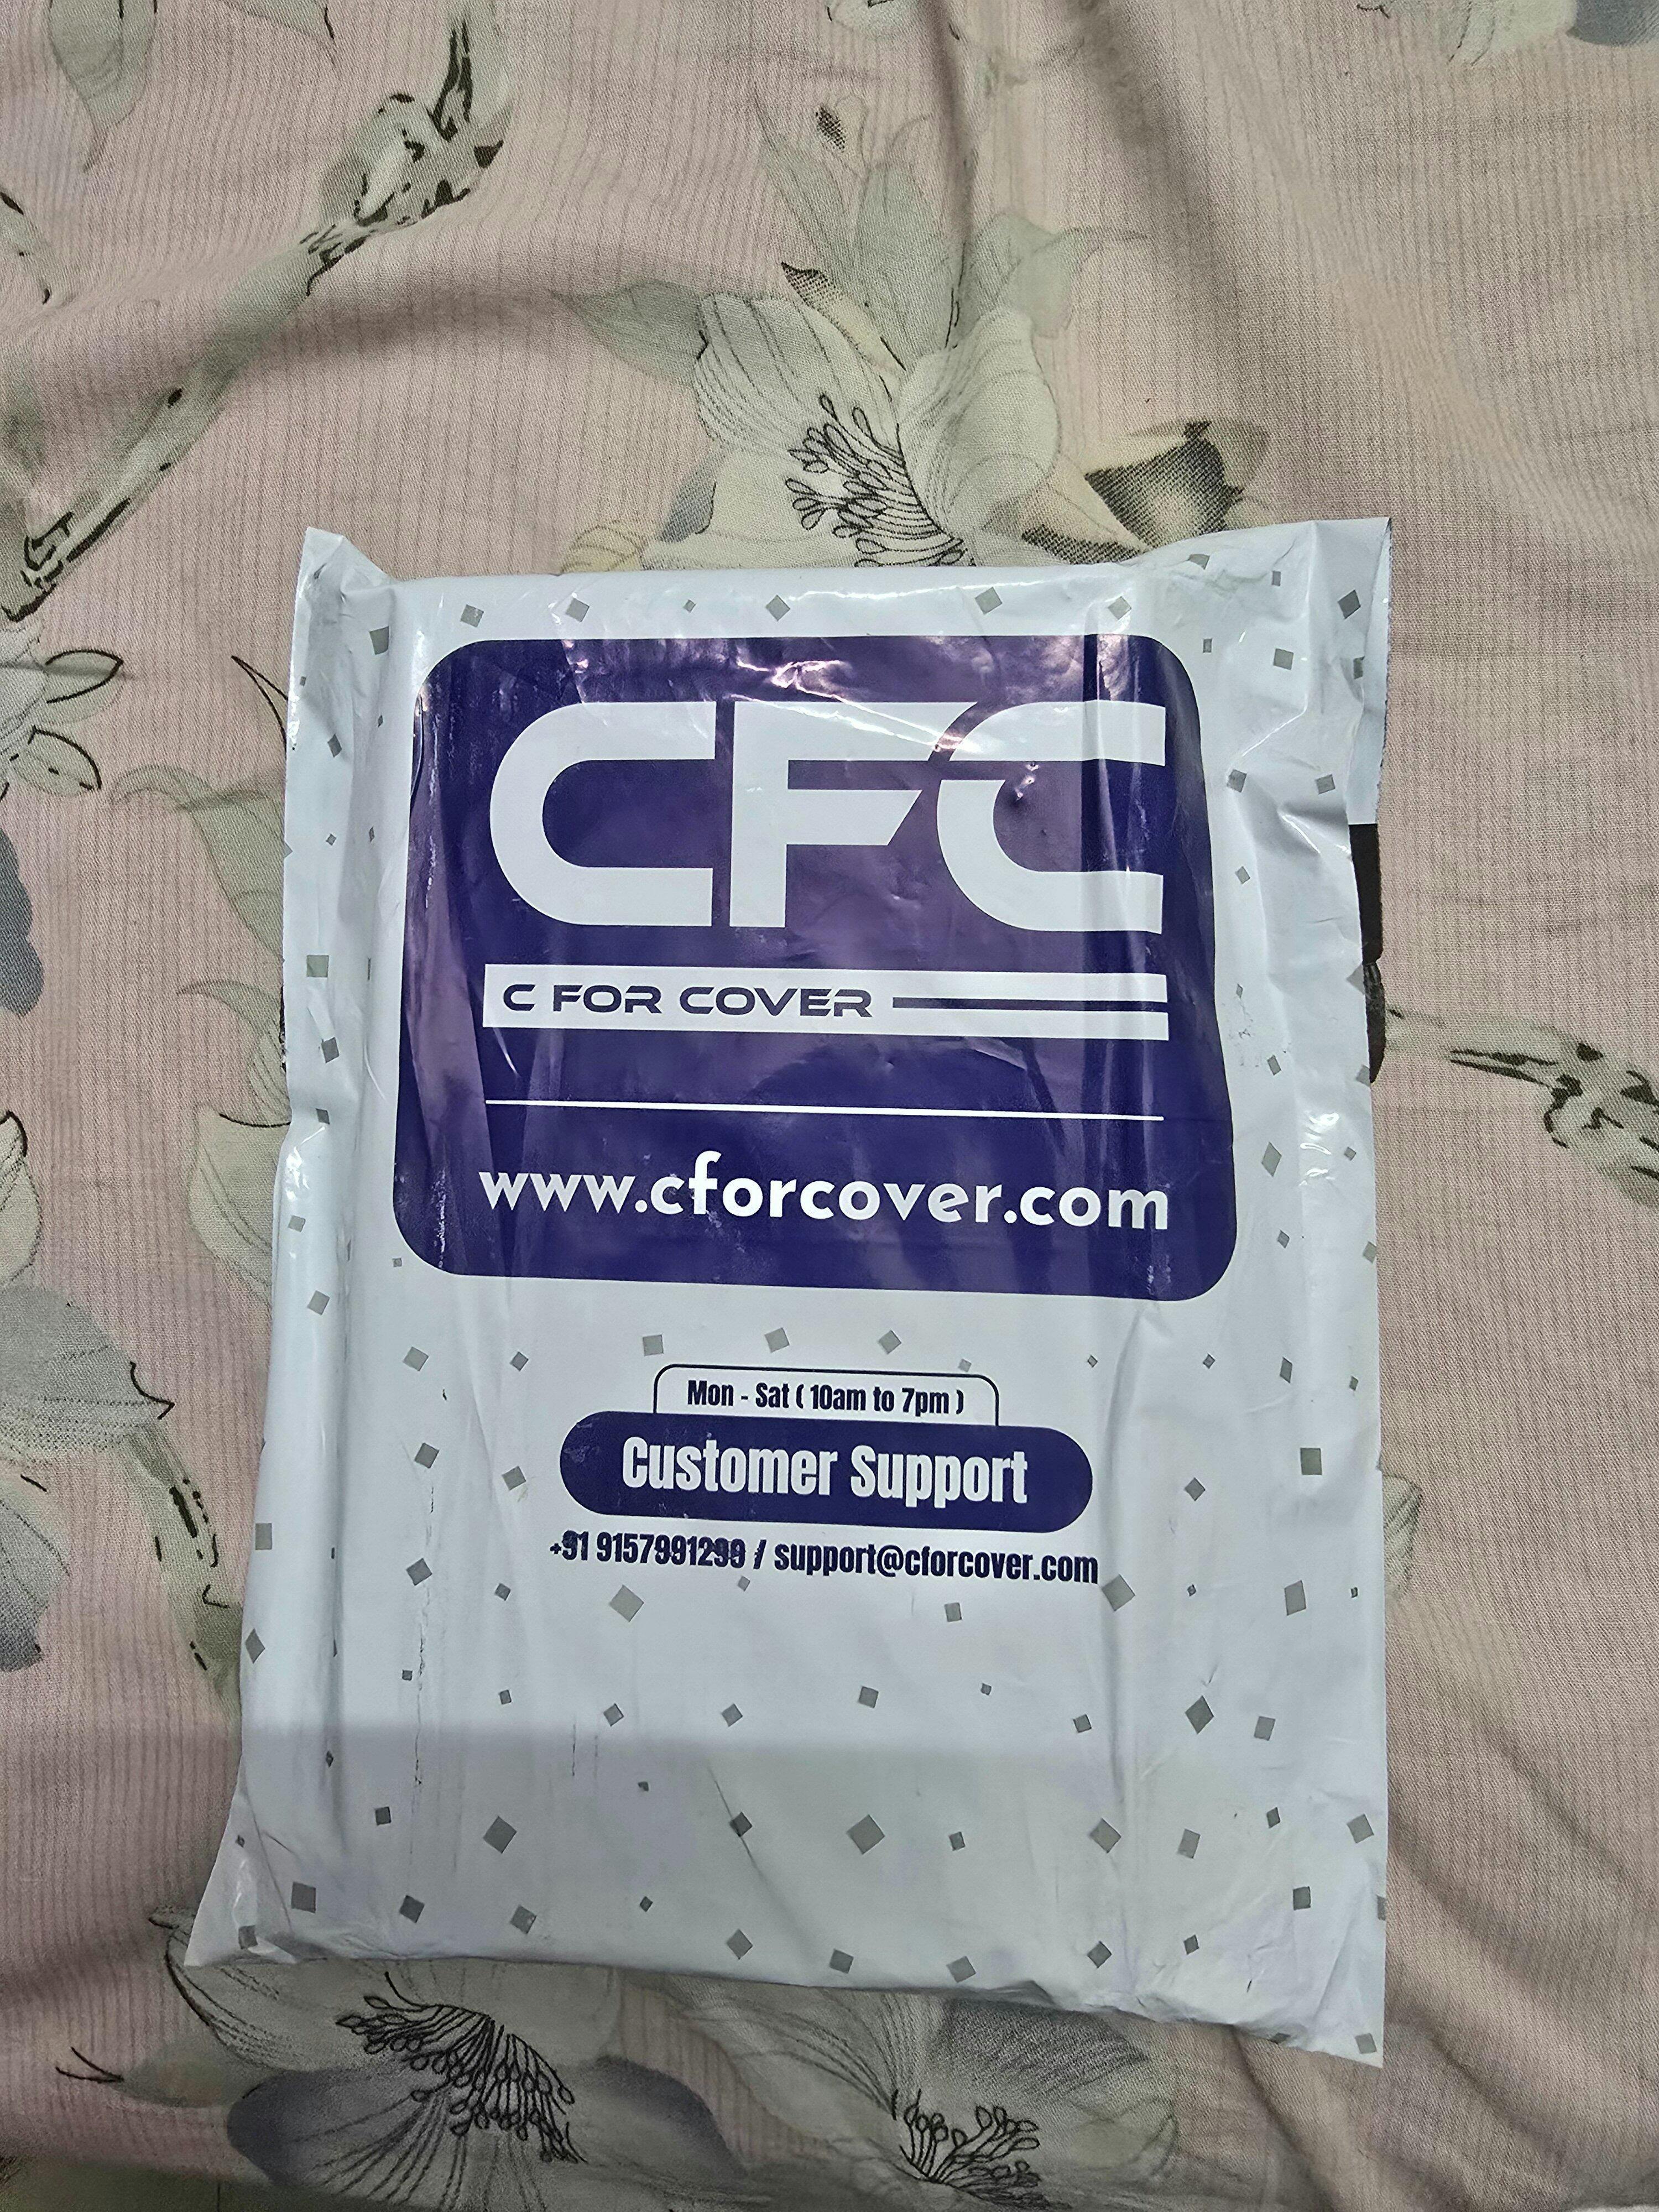 CFC
C FOR COVER
www.cforcover.com
Mon - Sat ( 10am to 7pm )
Customer Support
+91 9157991299 / support@cforcover.com